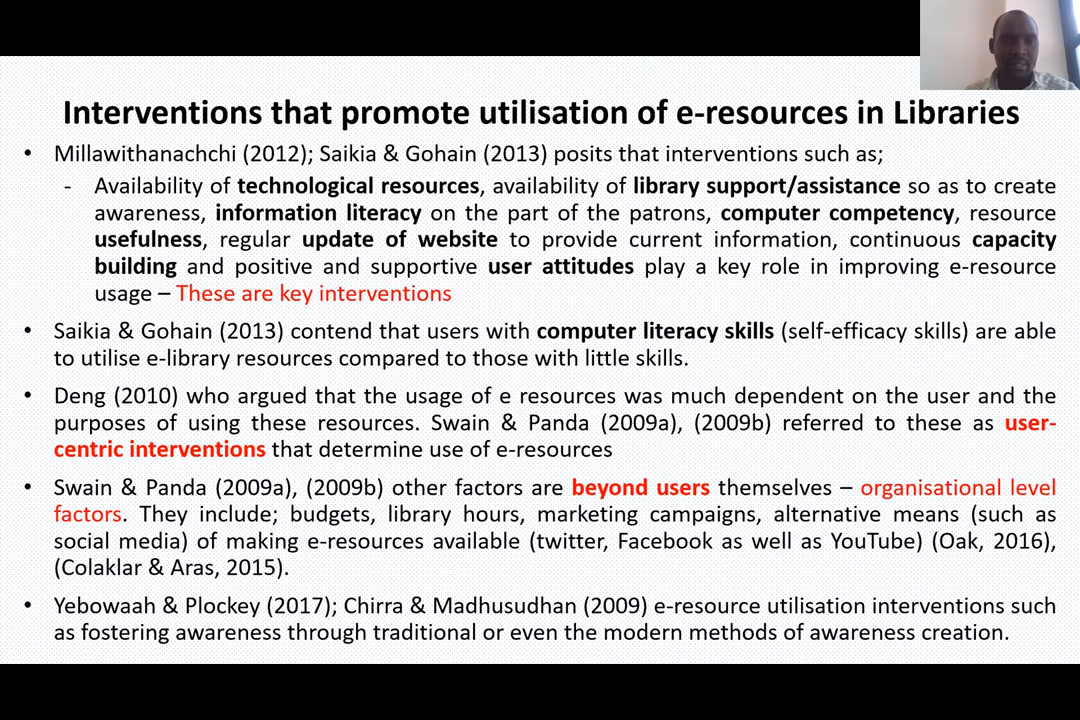 Interventions that promote utilisation of e-resources in Libraries
• Millawithanachchi (2012); Saikia & Gohain (2013) posits that interventions such as;
- Availability of technological resources, availability of library support/assistance so as to create
awareness, information literacy on the part of the patrons, computer competency, resource
usefulness, regular update of website to provide current information, continuous capacity
building and positive and supportive user attitudes play a key role in improving e-resource
usage – These are key interventions
• Saikia & Gohain (2013) contend that users with computer literacy skills (self-efficacy skills) are able
to utilise e-library resources compared to those with little skills.
• Deng (2010) who argued that the usage of e resources was much dependent on the user and the
purposes of using these resources. Swain & Panda (2009a), (2009b) referred to these as user-
centric interventions that determine use of e-resources
• Swain & Panda (2009a), (2009b) other factors are beyond users themselves – organisational level
factors. They include; budgets, library hours, marketing campaigns, alternative means (such as
social media) of making e-resources available (twitter, Facebook as well as YouTube) (Oak, 2016),
(Colaklar & Aras, 2015).
• Yebowaah & Plockey (2017); Chirra & Madhusudhan (2009) e-resource utilisation interventions such
as fostering awareness through traditional or even the modern methods of awareness creation.